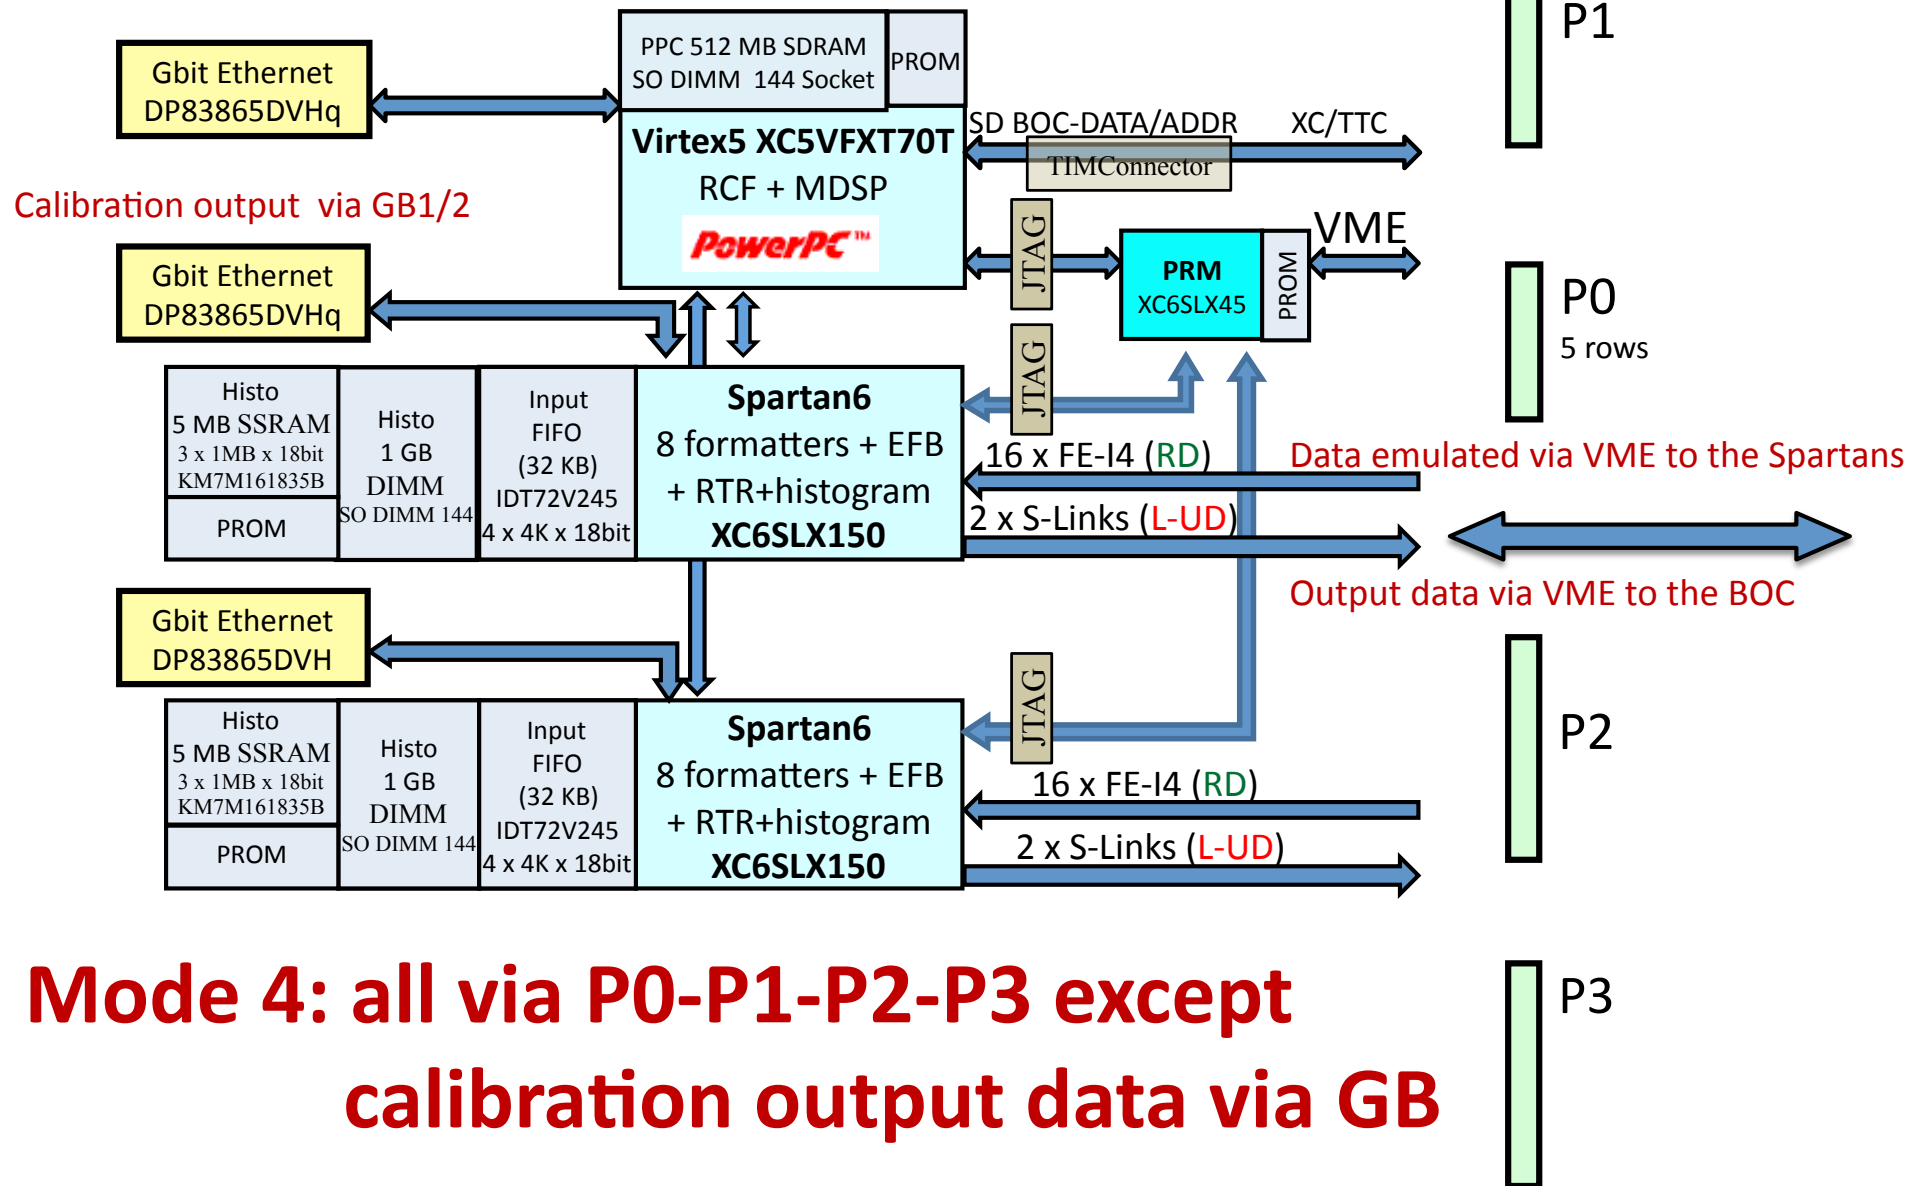 P1
PPC 512 MB SDRAM
SO DIMM 144 Socket
PROM
Gbit Ethernet
DP83865DVHq
Virtex5 XC5VFXT70T
RCF + MDSP
PowerPC™
SD BOC-DATA/ADDR XC/TTC
TIMConnector
Calibration output via GB1/2
JTAG
VME
PRM
XC6SLX45
PROM
Gbit Ethernet
DP83865DVHq
P0
5 rows
JTAG
Histo
5 MB SSRAM
3 x 1MB x 18bit
KM7M161835B
PROM
Histo
1 GB
DIMM
SO DIMM 144
Input
FIFO
(32 KB)
IDT72V245
4 x 4K x 18bit
Spartan6
8 formatters + EFB
+ RTR+histogram
XC6SLX150
16 x FE-I4 (RD)
2 x S-Links (L-UD)
Data emulated via VME to the Spartans
Output data via VME to the BOC
Gbit Ethernet
DP83865DVH
JTAG
P2
Histo
5 MB SSRAM
3 x 1MB x 18bit
KM7M161835B
PROM
Histo
1 GB
DIMM
SO DIMM 144
Input
FIFO
(32 KB)
IDT72V245
4 x 4K x 18bit
Spartan6
8 formatters + EFB
+ RTR+histogram
XC6SLX150
16 x FE-I4 (RD)
2 x S-Links (L-UD)
Mode 4: all via P0-P1-P2-P3 except
calibration output data via GB
P3